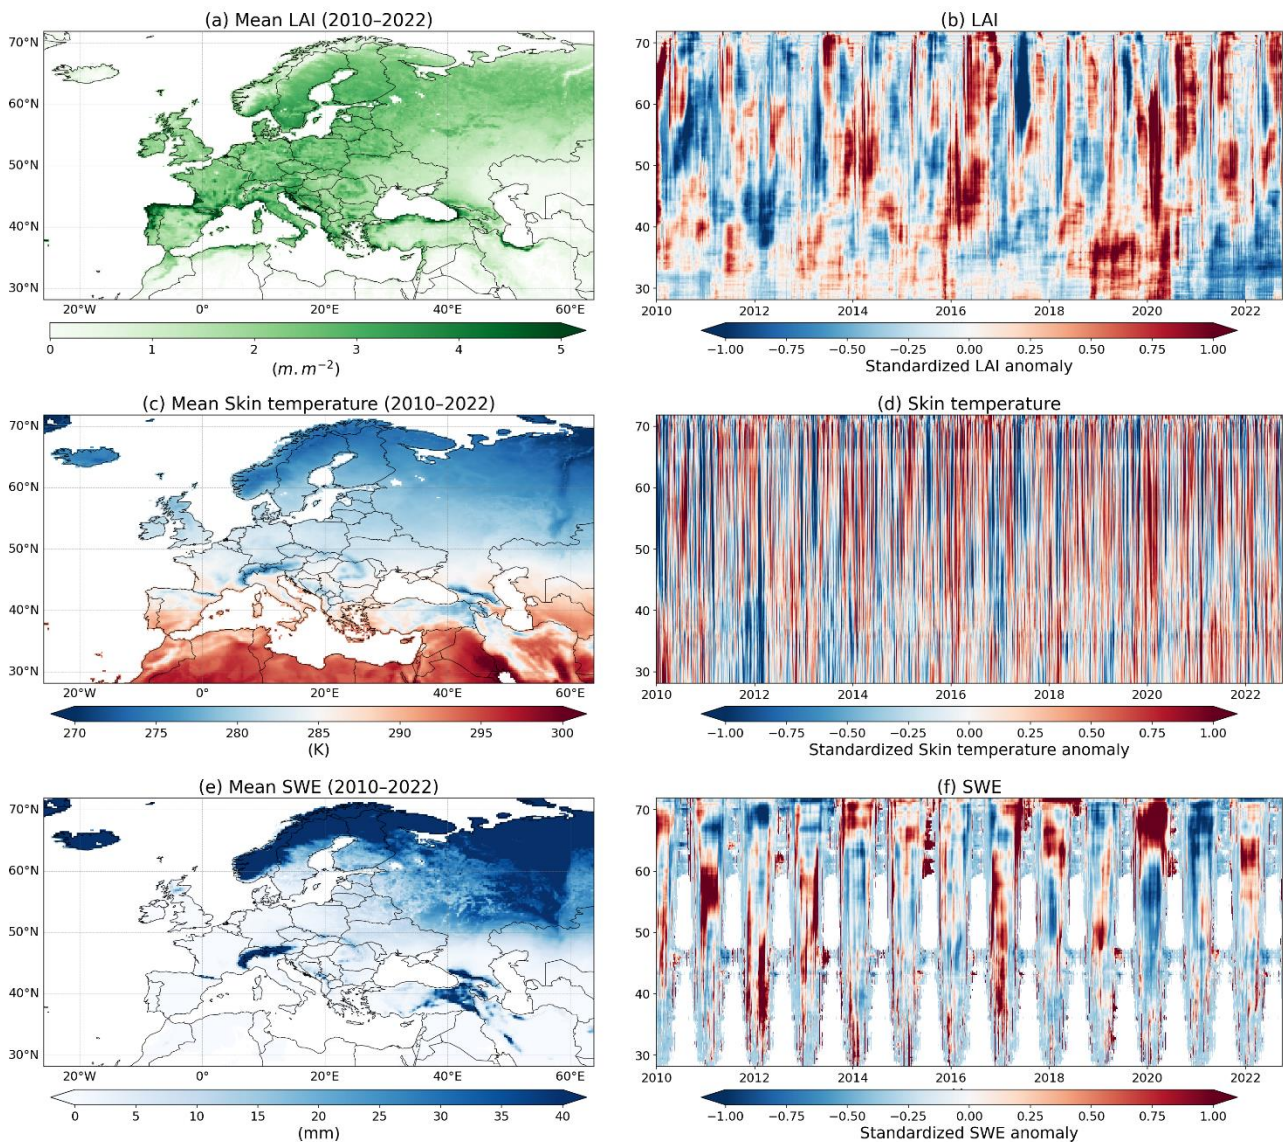 (a) Mean LAI (2010–2022)
70°N
60°N
50°N
40°N
30°N
20°W 0° 20°E 40°E 60°E
0 1 2 3 4 5
(m.m⁻²)
(b) LAI
70
60
50
40
30
2010 2012 2014 2016 2018 2020 2022
−1.00 −0.75 −0.50 −0.25 0.00 0.25 0.50 0.75 1.00
Standardized LAI anomaly
(c) Mean Skin temperature (2010–2022)
70°N
60°N
50°N
40°N
30°N
20°W 0° 20°E 40°E 60°E
270 275 280 285 290 295 300
(K)
(d) Skin temperature
70
60
50
40
30
2010 2012 2014 2016 2018 2020 2022
−1.00 −0.75 −0.50 −0.25 0.00 0.25 0.50 0.75 1.00
Standardized Skin temperature anomaly
(e) Mean SWE (2010–2022)
70°N
60°N
50°N
40°N
30°N
20°W 0° 20°E 40°E 60°E
0 5 10 15 20 25 30 35 40
(mm)
(f) SWE
70
60
50
40
30
2010 2012 2014 2016 2018 2020 2022
−1.00 −0.75 −0.50 −0.25 0.00 0.25 0.50 0.75 1.00
Standardized SWE anomaly